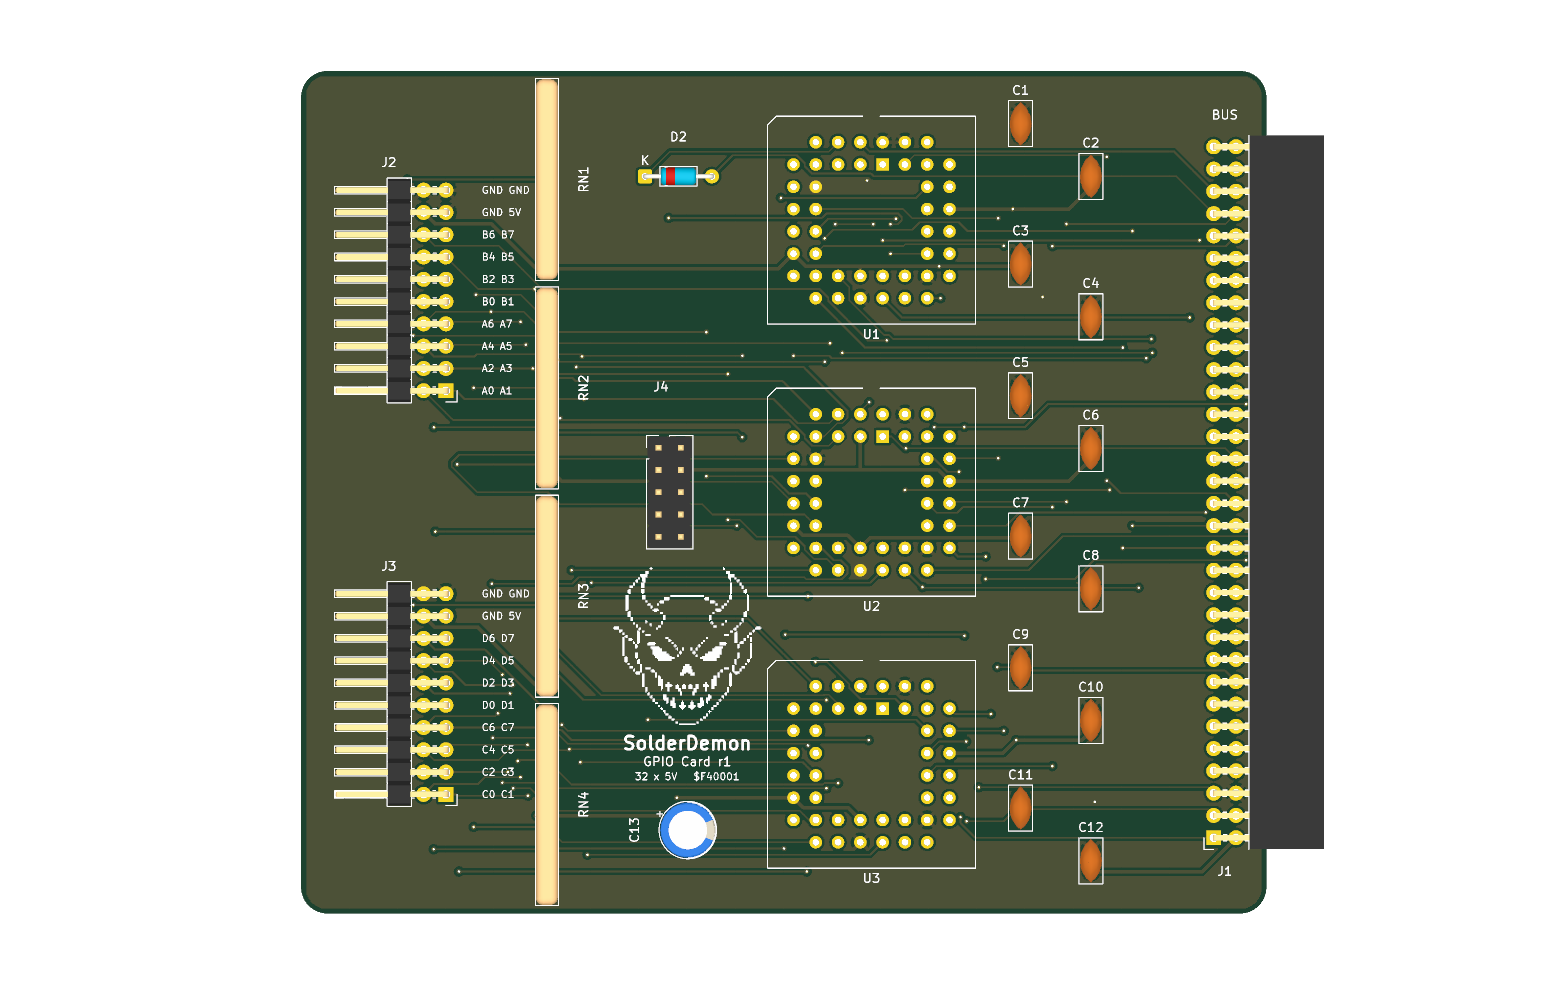 C1
BUS
D2
C2
K
J2
RN1
GND GND
GND 5V
B6 B7
C3
B4 B5
B2 B3
C4
B0 B1
A6 A7
U1
A4 A5
A2 A3
C5
J4
RN2
A0 A1
C6
C7
C8
J3
RN3
GND GND
GND 5V
D6 D7
C9
D4 D5
D2 D3
C10
D0 D1
C6 C7
SolderDemon
C4 C5
GPIO Card r1
C2 C3
32 x 5V $F40001
C11
C0 C1
RN4
+
C13
C12
U2
J1
U3